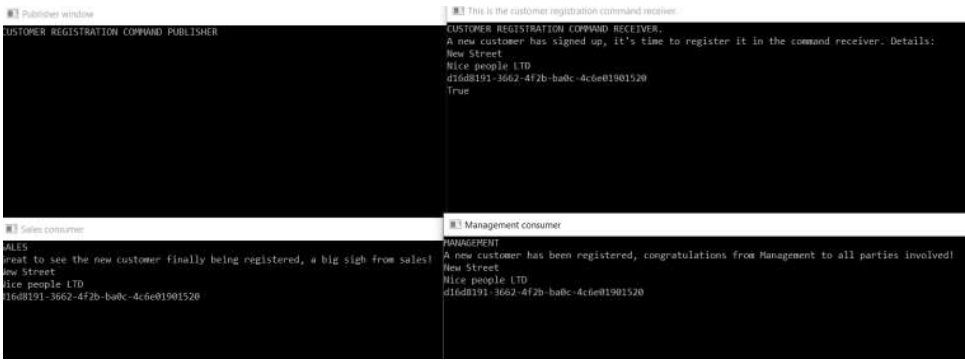 Publisher window
CUSTOMER REGISTRATION COMMAND PUBLISHER
This is the customer registration command receiver.
CUSTOMER REGISTRATION COMMAND RECEIVER.
A new customer has signed up, it's time to register it in the command receiver. Details:
New Street
Nice people LTD
d16d8191-3662-4f2b-ba0c-4c6e01901520
True
Sales consumer
SALES
Great to see the new customer finally being registered, a big sigh from sales!
New Street
Nice people LTD
d16d8191-3662-4f2b-ba0c-4c6e01901520
Management consumer
MANAGEMENT
A new customer has been registered, congratulations from Management to all parties involved!
New Street
Nice people LTD
d16d8191-3662-4f2b-ba0c-4c6e01901520